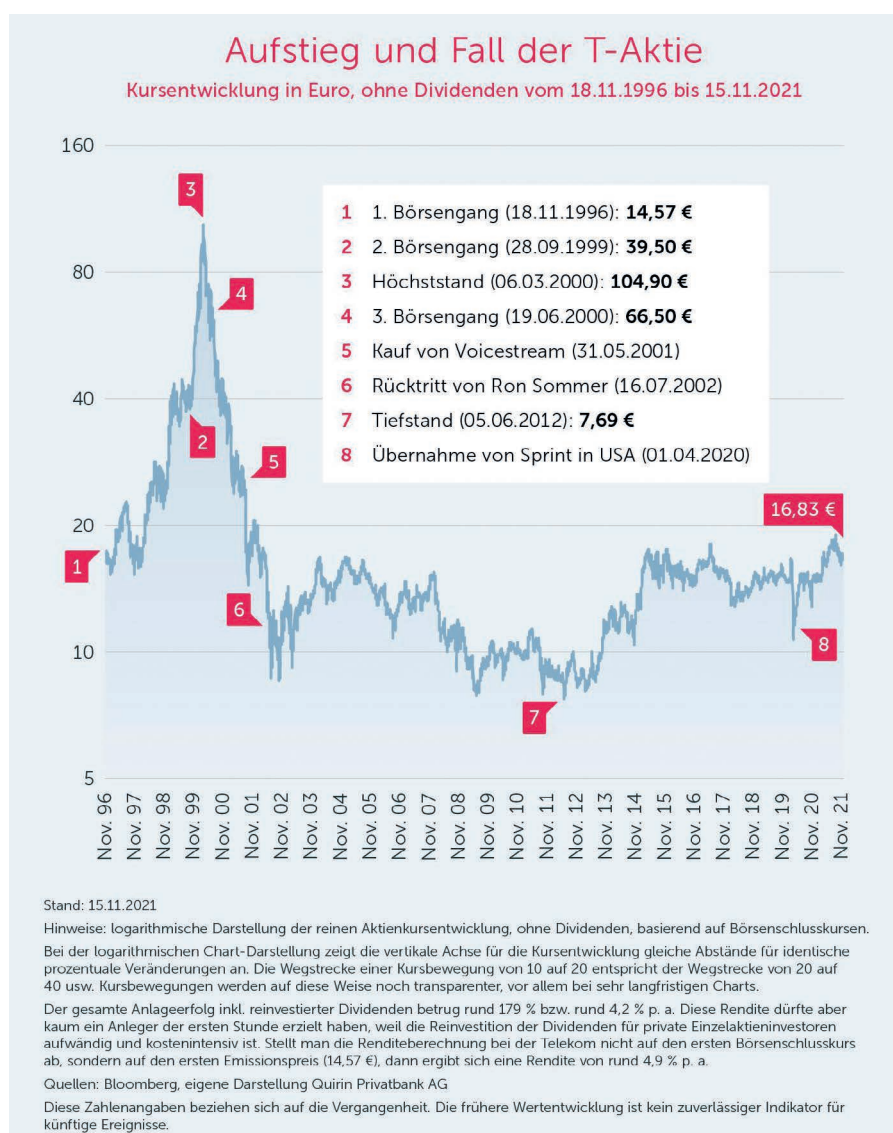 Aufstieg und Fall der T-Aktie
Kursentwicklung in Euro, ohne Dividenden vom 18.11.1996 bis 15.11.2021
160
80
40
20
10
5
1 1. Börsengang (18.11.1996): 14,57 €
2 2. Börsengang (28.09.1999): 39,50 €
3 Höchststand (06.03.2000): 104,90 €
4 3. Börsengang (19.06.2000): 66,50 €
5 Kauf von Voicestream (31.05.2001)
6 Rücktritt von Ron Sommer (16.07.2002)
7 Tiefstand (05.06.2012): 7,69 €
8 Übernahme von Sprint in USA (01.04.2020)
3
4
2
5
16,83 €
1
6
8
7
Nov. 96
Nov. 97
Nov. 98
Nov. 99
Nov. 00
Nov. 01
Nov. 02
Nov. 03
Nov. 04
Nov. 05
Nov. 06
Nov. 07
Nov. 08
Nov. 09
Nov. 10
Nov. 11
Nov. 12
Nov. 13
Nov. 14
Nov. 15
Nov. 16
Nov. 17
Nov. 18
Nov. 19
Nov. 20
Nov. 21
Stand: 15.11.2021
Hinweise: logarithmische Darstellung der reinen Aktienkursentwicklung, ohne Dividenden, basierend auf Börsenschlusskursen.
Bei der logarithmischen Chart-Darstellung zeigt die vertikale Achse für die Kursentwicklung gleiche Abstände für identische
prozentuale Veränderungen an. Die Wegstrecke einer Kursbewegung von 10 auf 20 entspricht der Wegstrecke von 20 auf
40 usw. Kursbewegungen werden auf diese Weise noch transparenter, vor allem bei sehr langfristigen Charts.
Der gesamte Anlageerfolg inkl. reinvestierter Dividenden betrug rund 179 % bzw. rund 4,2 % p. a. Diese Rendite dürfte aber
kaum ein Anleger der ersten Stunde erzielt haben, weil die Reinvestition der Dividenden für private Einzelaktieninvestoren
aufwändig und kostenintensiv ist. Stellt man die Renditeberechnung bei der Telekom nicht auf den ersten Börsenschlusskurs
ab, sondern auf den ersten Emissionspreis (14,57 €), dann ergibt sich eine Rendite von rund 4,9 % p. a.
Quellen: Bloomberg, eigene Darstellung Quirin Privatbank AG
Diese Zahlenangaben beziehen sich auf die Vergangenheit. Die frühere Wertentwicklung ist kein zuverlässiger Indikator für
künftige Ereignisse.